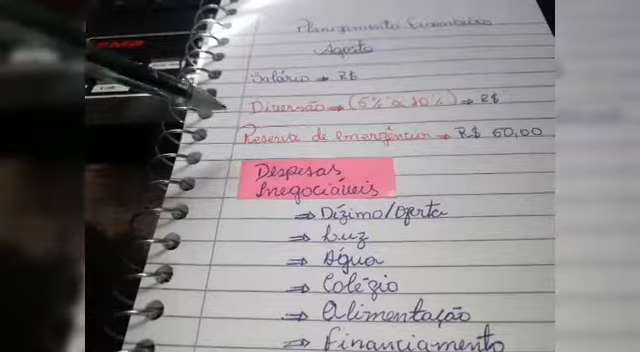 Planejamento Financeiro
Agosto
Salário → R$
Diversão → (5% a 10%) → R$
Reserva de emergência → R$ 60,00
Despesas
Inegociáveis
⇒ Dízimo/Oferta
⇒ Luz
⇒ Água
⇒ Colégio
⇒ Alimentação
⇒ Financiamento